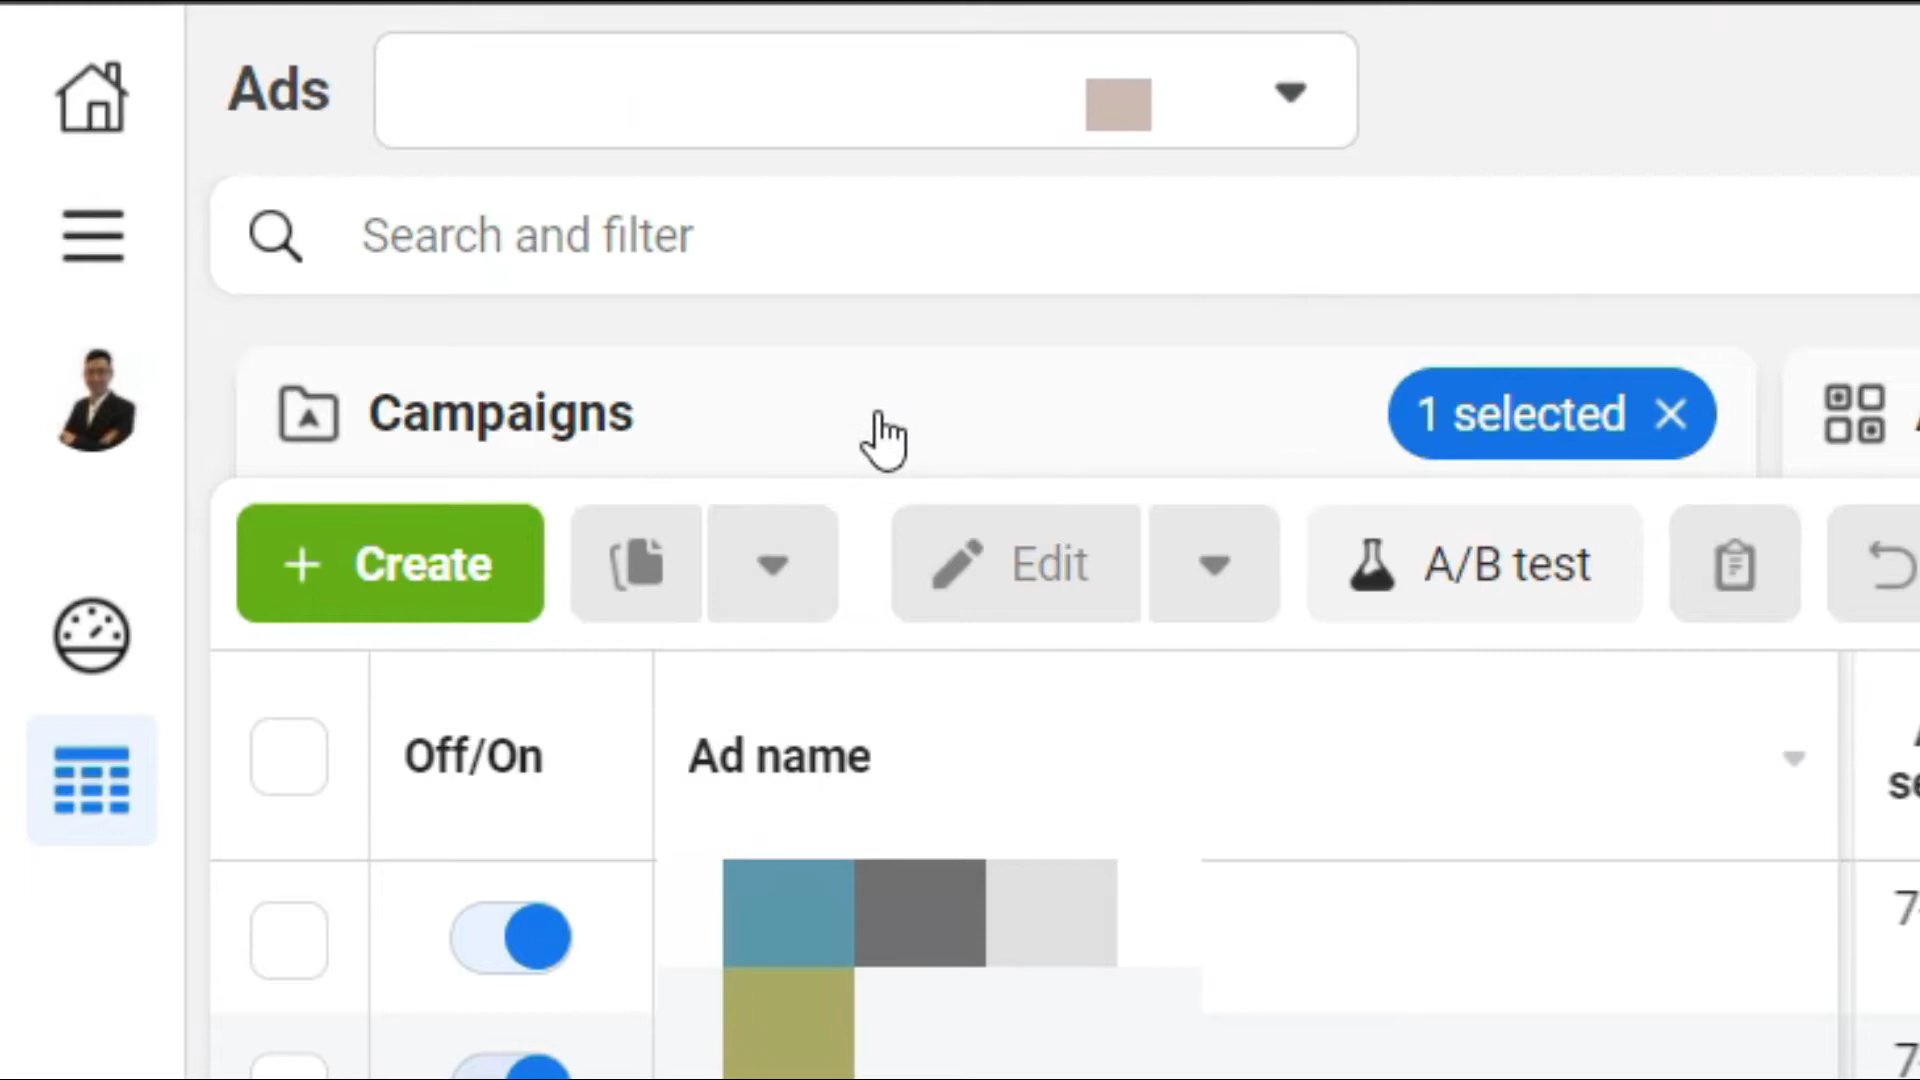 Ads
Search and filter
Campaigns
1 selected
+ Create
Edit
A/B test
Off/On
Ad name